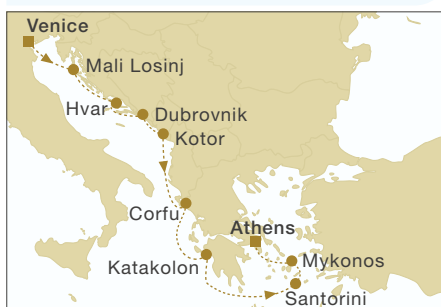 Venice
Mali Losinj
Hvar
Dubrovnik
Kotor
Corfu
Athens
Katakolon
Mykonos
Santorini